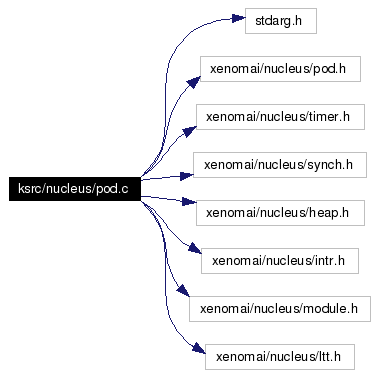 stdarg.h
xenomai/nucleus/pod.h
xenomai/nucleus/timer.h
xenomai/nucleus/synch.h
ksrc/nucleus/pod.c
xenomai/nucleus/heap.h
xenomai/nucleus/intr.h
xenomai/nucleus/module.h
xenomai/nucleus/ltt.h